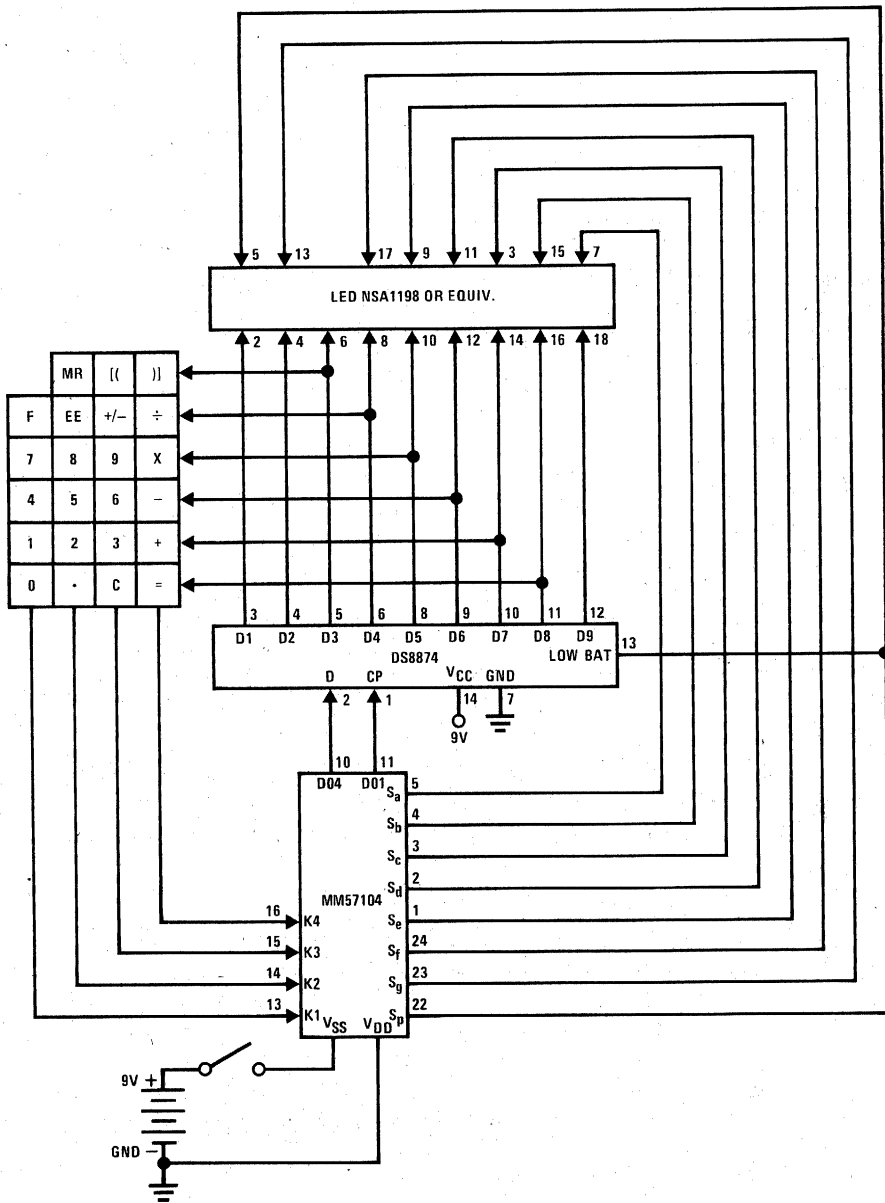 5 13 17 9 11 3 15 7
LED NSA1198 OR EQUIV.
2 4 6 8 10 12 14 16 18
MR [( )]
F EE +/− ÷
7 8 9 X
4 5 6 −
1 2 3 +
0 • C =
3 4 5 6 8 9 10 11 12
D1 D2 D3 D4 D5 D6 D7 D8 D9
DS8874 LOW BAT 13
D CP VCC GND
2 1 14 7
9V
10 11
D04 D01
Sa 5
Sb 4
Sc 3
Sd 2
MM57104
Se 1
16 K4
Sf 24
15 K3
Sg 23
14 K2
Sp 22
13 K1
VSS VDD
9V +
GND −